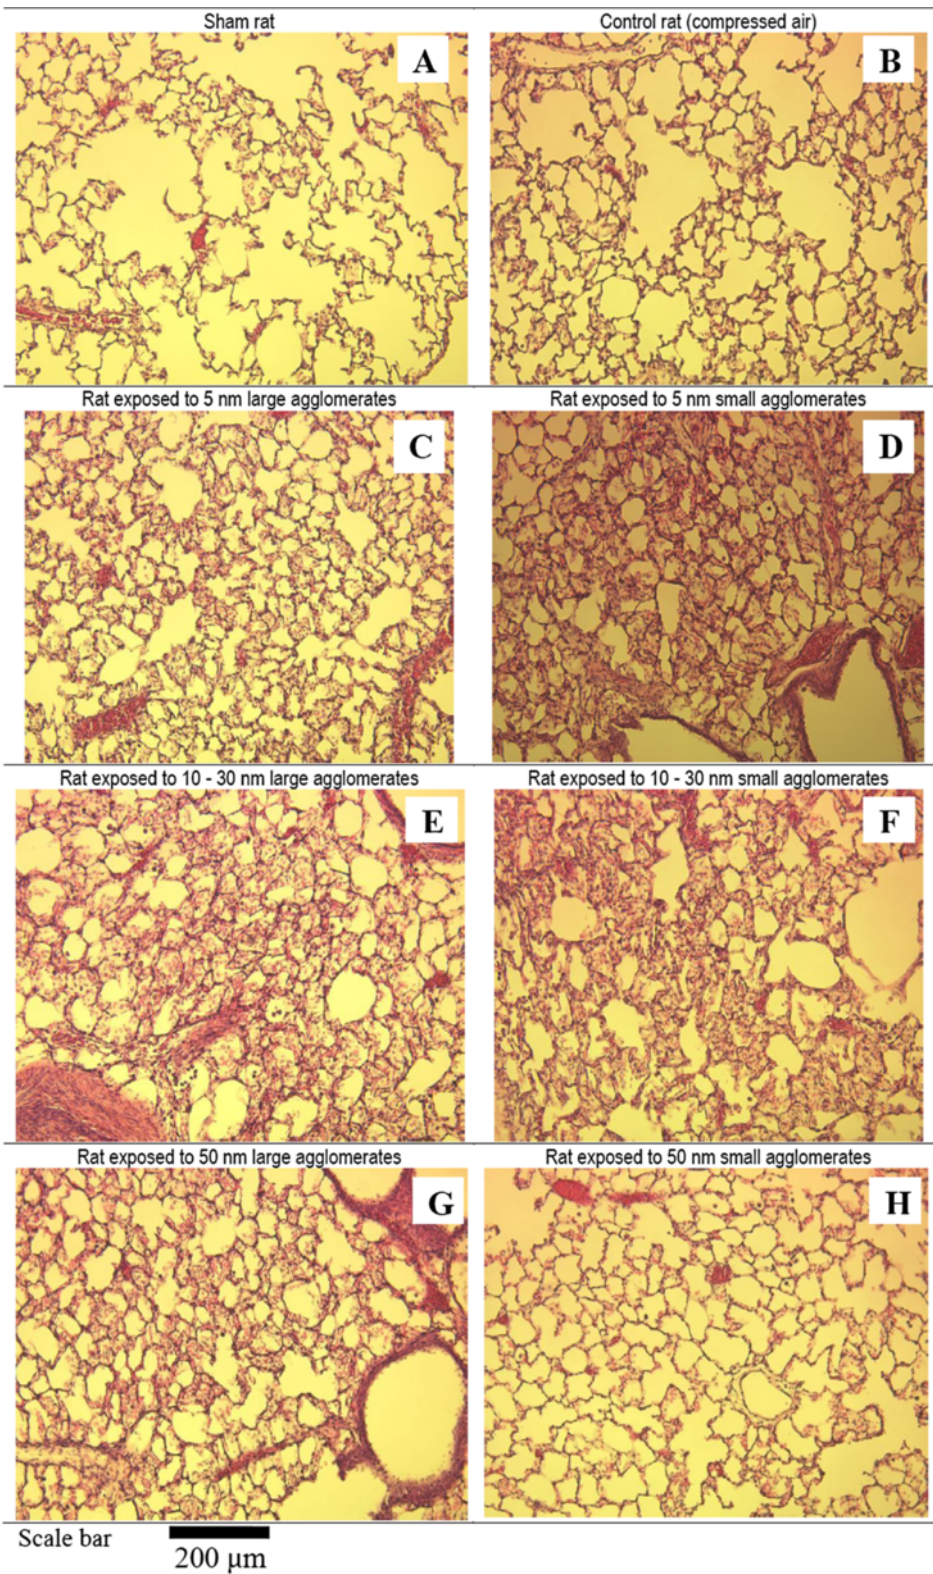 Sham rat
Control rat (compressed air)
A
B
Rat exposed to 5 nm large agglomerates
Rat exposed to 5 nm small agglomerates
C
D
Rat exposed to 10 - 30 nm large agglomerates
Rat exposed to 10 - 30 nm small agglomerates
E
F
Rat exposed to 50 nm large agglomerates
Rat exposed to 50 nm small agglomerates
G
H
Scale bar
200 µm